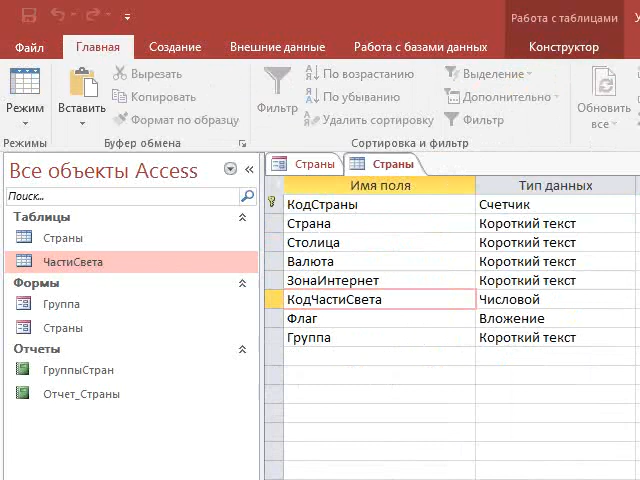 Работа с таблицами
Файл Главная Создание Внешние данные Работа с базами данных Конструктор
Режим
Вставить
Вырезать
Копировать
Формат по образцу
Фильтр
По возрастанию
По убыванию
Удалить сортировку
Выделение
Дополнительно
Фильтр
Обновить
все
Режимы Буфер обмена Сортировка и фильтр
Все объекты Access
Поиск...
Таблицы
Страны
ЧастиСвета
Формы
Группа
Страны
Отчеты
ГруппыСтран
Отчет_Страны
Страны Страны
Имя поля Тип данных
КодСтраны Счетчик
Страна Короткий текст
Столица Короткий текст
Валюта Короткий текст
ЗонаИнтернет Короткий текст
КодЧастиСвета Числовой
Флаг Вложение
Группа Короткий текст